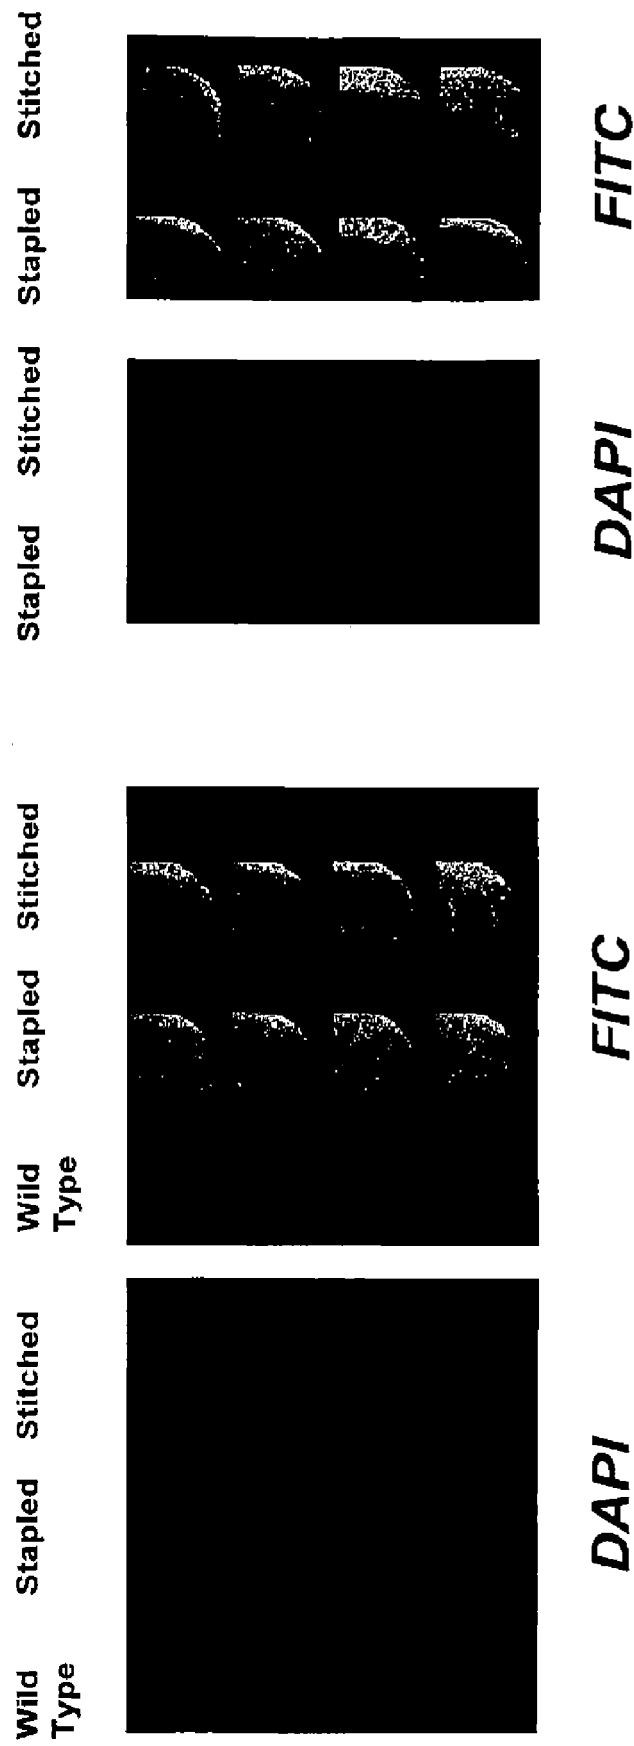 Wild Type
Stapled
Stitched
Wild Type
Stapled
Stitched
Stapled
Stitched
Stapled
Stitched
DAPI
FITC
DAPI
FITC